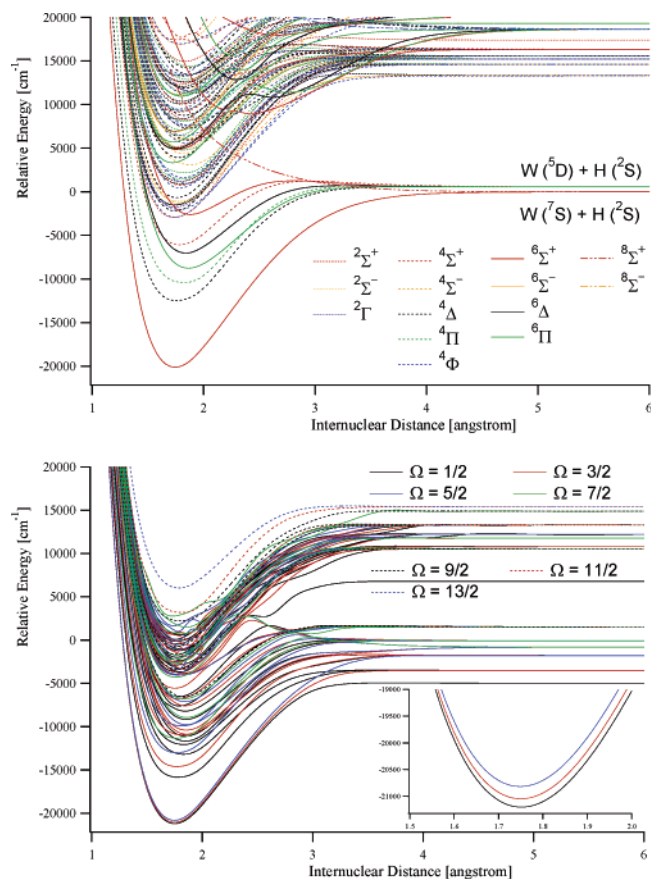 20000
15000
10000
5000
0
-5000
-10000
-15000
-20000
Relative Energy [cm⁻¹]
W (⁵D) + H (²S)
W (⁷S) + H (²S)
²Σ⁺ ⁴Σ⁺ ⁶Σ⁺ ⁸Σ⁺
²Σ⁻ ⁴Σ⁻ ⁶Σ⁻ ⁸Σ⁻
²Γ ⁴Δ ⁶Δ
⁴Π ⁶Π
⁴Φ
1 2 3 4 5 6
Internuclear Distance [angstrom]
20000
15000
10000
5000
0
-5000
-10000
-15000
-20000
Relative Energy [cm⁻¹]
Ω = 1/2 Ω = 3/2
Ω = 5/2 Ω = 7/2
Ω = 9/2 Ω = 11/2
Ω = 13/2
-19000
-20000
-20500
-21000
1.5 1.6 1.7 1.8 1.9 2.0
1 2 3 4 5 6
Internuclear Distance [angstrom]